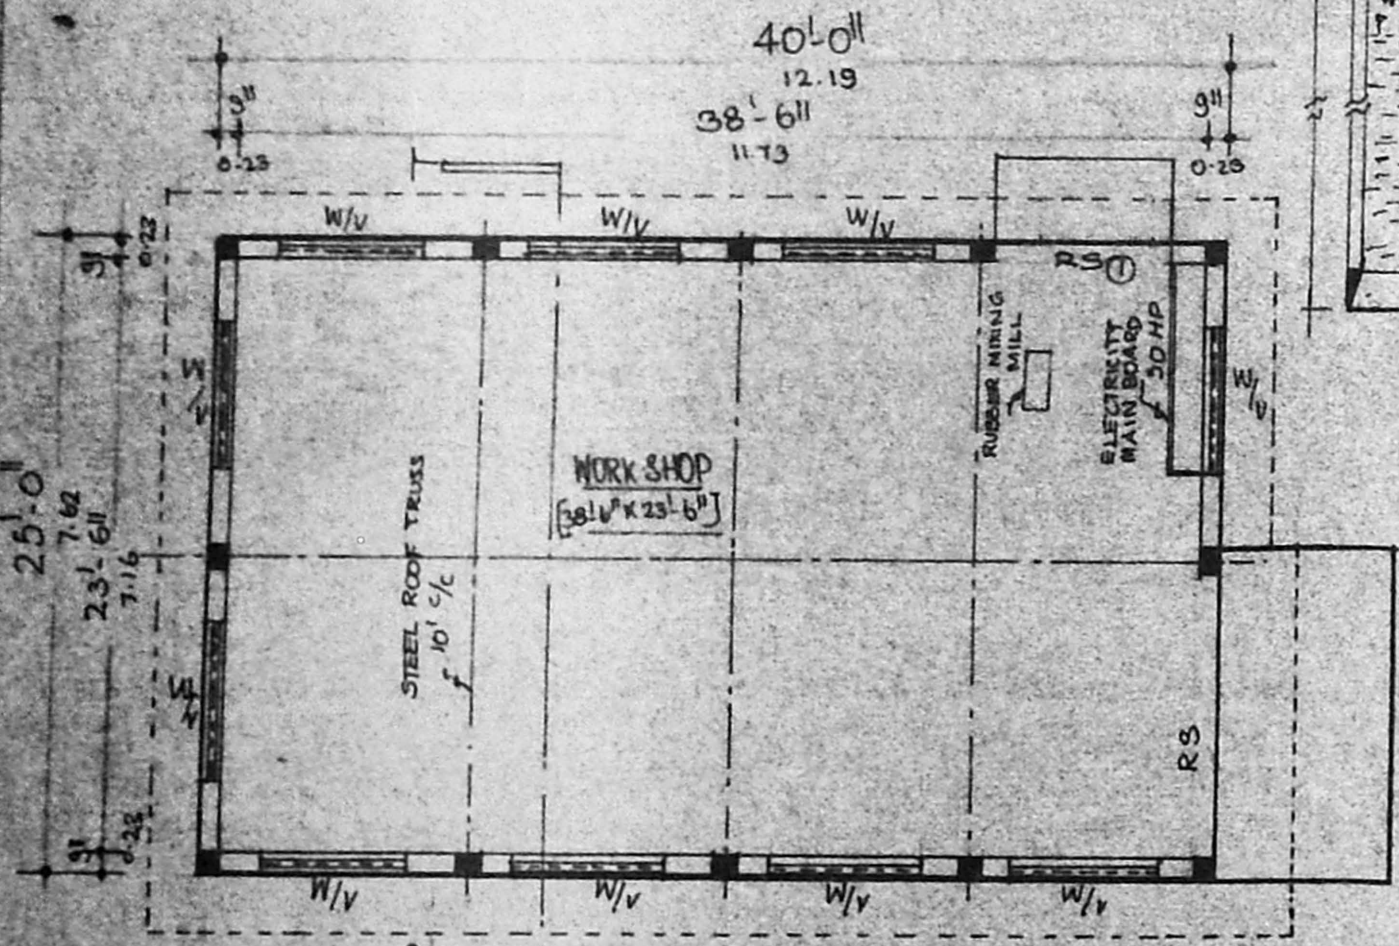 40'-0"
12.19
38'-6"
11.73
9"
0.23
9"
0.23
W/V
W/V
W/V
0.23
9"
RS ①
RUBBER MIXING
MILL
ELECTRICITY
MAIN BOARD
50 HP
W/V
W/V
WORK SHOP
[38'-6" X 23'-6"]
STEEL ROOF TRUSS
10' C/C
25'-0"
7.62
23'-6"
7.16
W/V
RS
9"
0.23
W/V
W/V
W/V
W/V